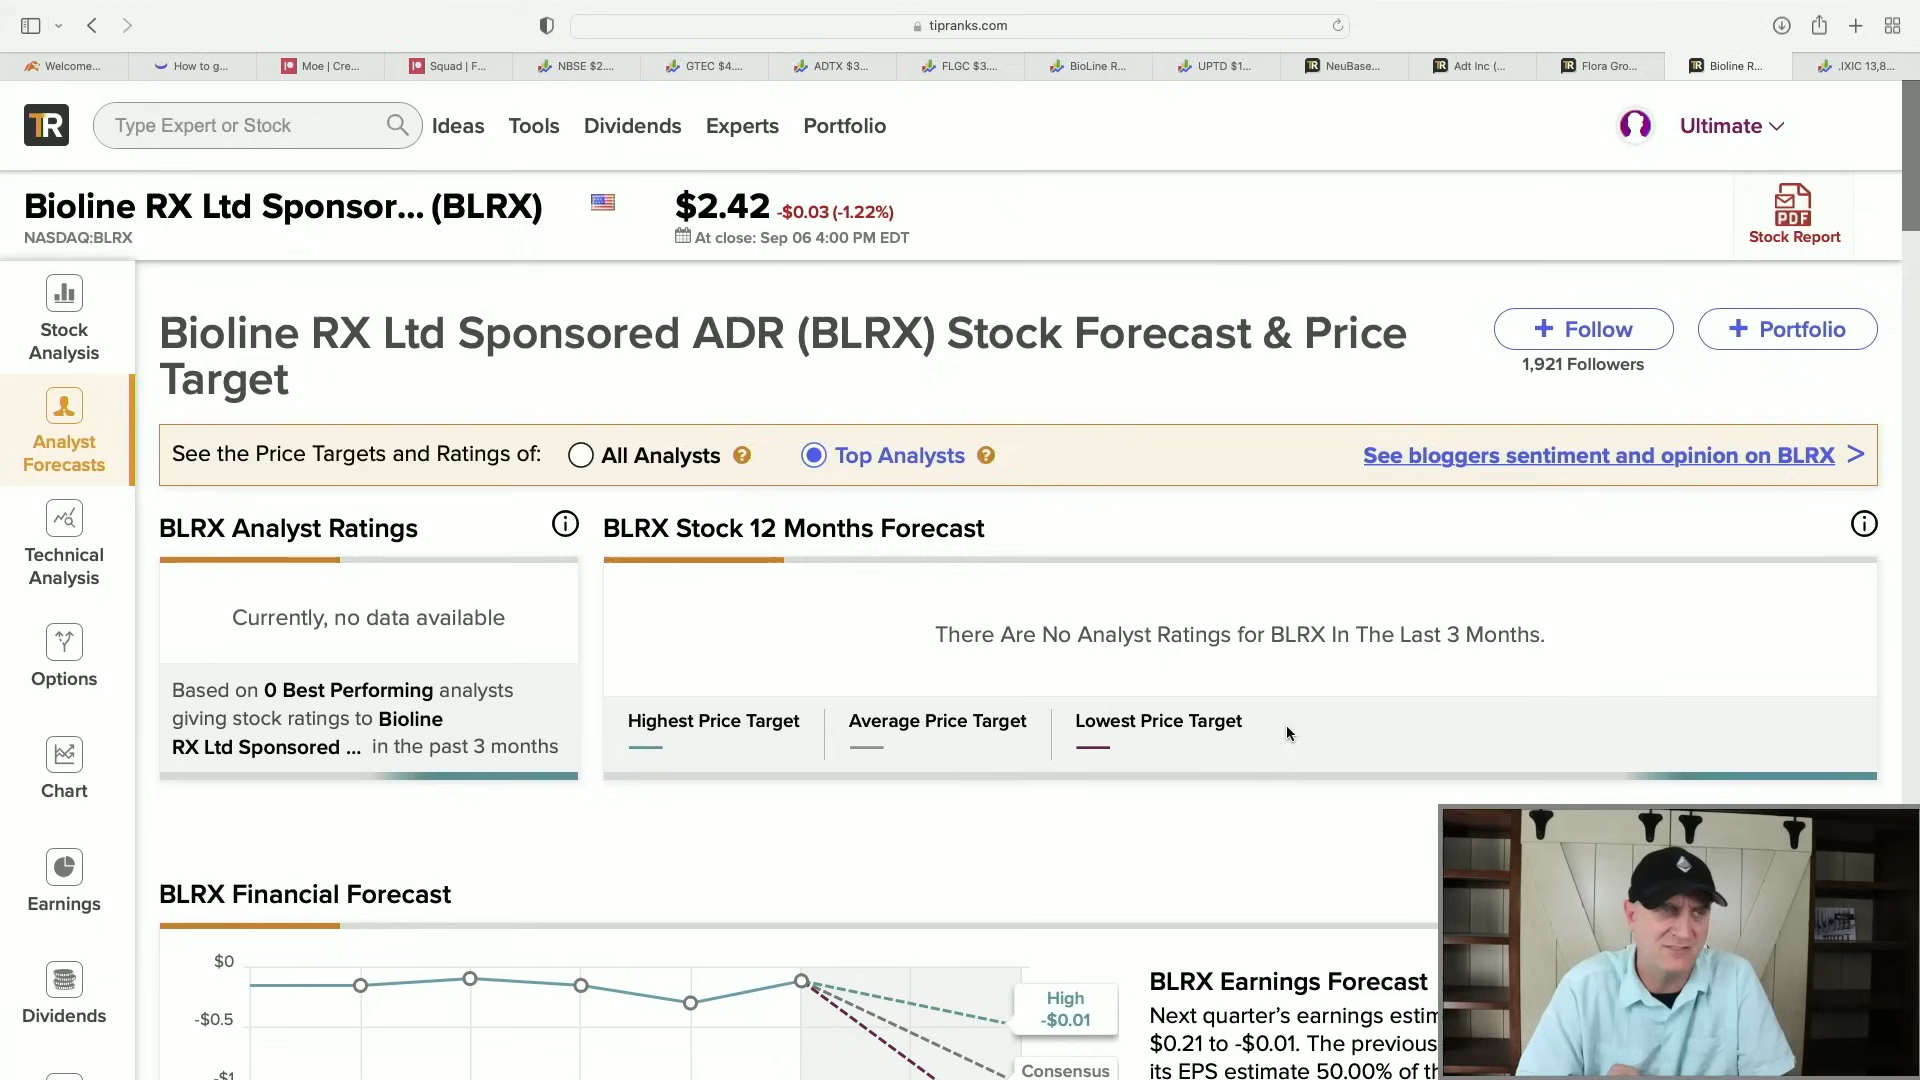 tipranks.com
Welcome...
How to g...
Moe | Cre...
Squad | F...
NBSE $2....
GTEC $4....
ADTX $3...
FLGC $3....
BioLine R...
UPTD $1...
NeuBase...
Adt Inc (...
Flora Gro...
Bioline R...
.IXIC 13,8...
TR
Type Expert or Stock
Ideas
Tools
Dividends
Experts
Portfolio
Ultimate
Bioline RX Ltd Sponsor... (BLRX)
NASDAQ:BLRX
$2.42 -$0.03 (-1.22%)
At close: Sep 06 4:00 PM EDT
PDF
Stock Report
Stock
Analysis
Analyst
Forecasts
Technical
Analysis
Options
Chart
Earnings
Dividends
Bioline RX Ltd Sponsored ADR (BLRX) Stock Forecast & Price
Target
+ Follow
1,921 Followers
+ Portfolio
See the Price Targets and Ratings of:
All Analysts ?
Top Analysts ?
See bloggers sentiment and opinion on BLRX >
BLRX Analyst Ratings
Currently, no data available
Based on 0 Best Performing analysts
giving stock ratings to Bioline
RX Ltd Sponsored ... in the past 3 months
BLRX Stock 12 Months Forecast
There Are No Analyst Ratings for BLRX In The Last 3 Months.
Highest Price Target
Average Price Target
Lowest Price Target
BLRX Financial Forecast
$0
-$0.5
-$1
High
-$0.01
Consensus
BLRX Earnings Forecast
Next quarter's earnings estim
$0.21 to -$0.01. The previous
its EPS estimate 50.00% of th